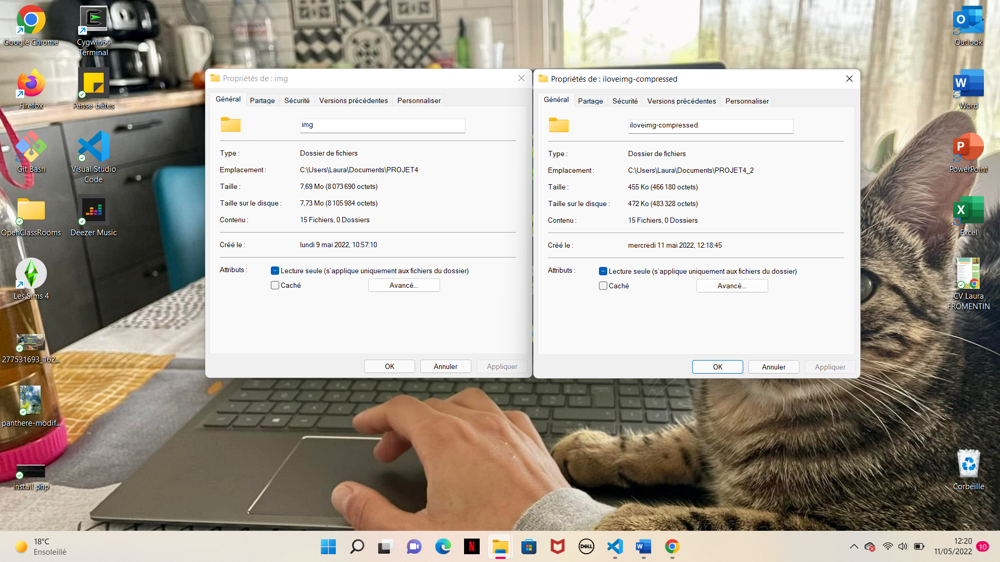 Google Chrome
Cygwin64
Terminal
Firefox
Pense-bêtes
Git Bash
Visual Studio
Code
OpenClassRooms
Deezer Music
Les Sims 4
277531693_162...
panthere-modif...
install php
Propriétés de : img
Général
Partage
Sécurité
Versions précédentes
Personnaliser
img
Type :
Dossier de fichiers
Emplacement :
C:\Users\Laura\Documents\PROJET4
Taille :
7,69 Mo (8 073 690 octets)
Taille sur le disque :
7,73 Mo (8 105 984 octets)
Contenu :
15 Fichiers, 0 Dossiers
Créé le :
lundi 9 mai 2022, 10:57:10
Attributs :
Lecture seule (s'applique uniquement aux fichiers du dossier)
Caché
Avancé...
OK
Annuler
Appliquer
Propriétés de : iloveimg-compressed
Général
Partage
Sécurité
Versions précédentes
Personnaliser
iloveimg-compressed
Type :
Dossier de fichiers
Emplacement :
C:\Users\Laura\Documents\PROJET4_2
Taille :
455 Ko (466 180 octets)
Taille sur le disque :
472 Ko (483 328 octets)
Contenu :
15 Fichiers, 0 Dossiers
Créé le :
mercredi 11 mai 2022, 12:18:45
Attributs :
Lecture seule (s'applique uniquement aux fichiers du dossier)
Caché
Avancé...
OK
Annuler
Appliquer
Outlook
Word
PowerPoint
Excel
CV Laura
FROMENTIN
Corbeille
18°C
Ensoleillé
N
DELL
12:20
11/05/2022
10